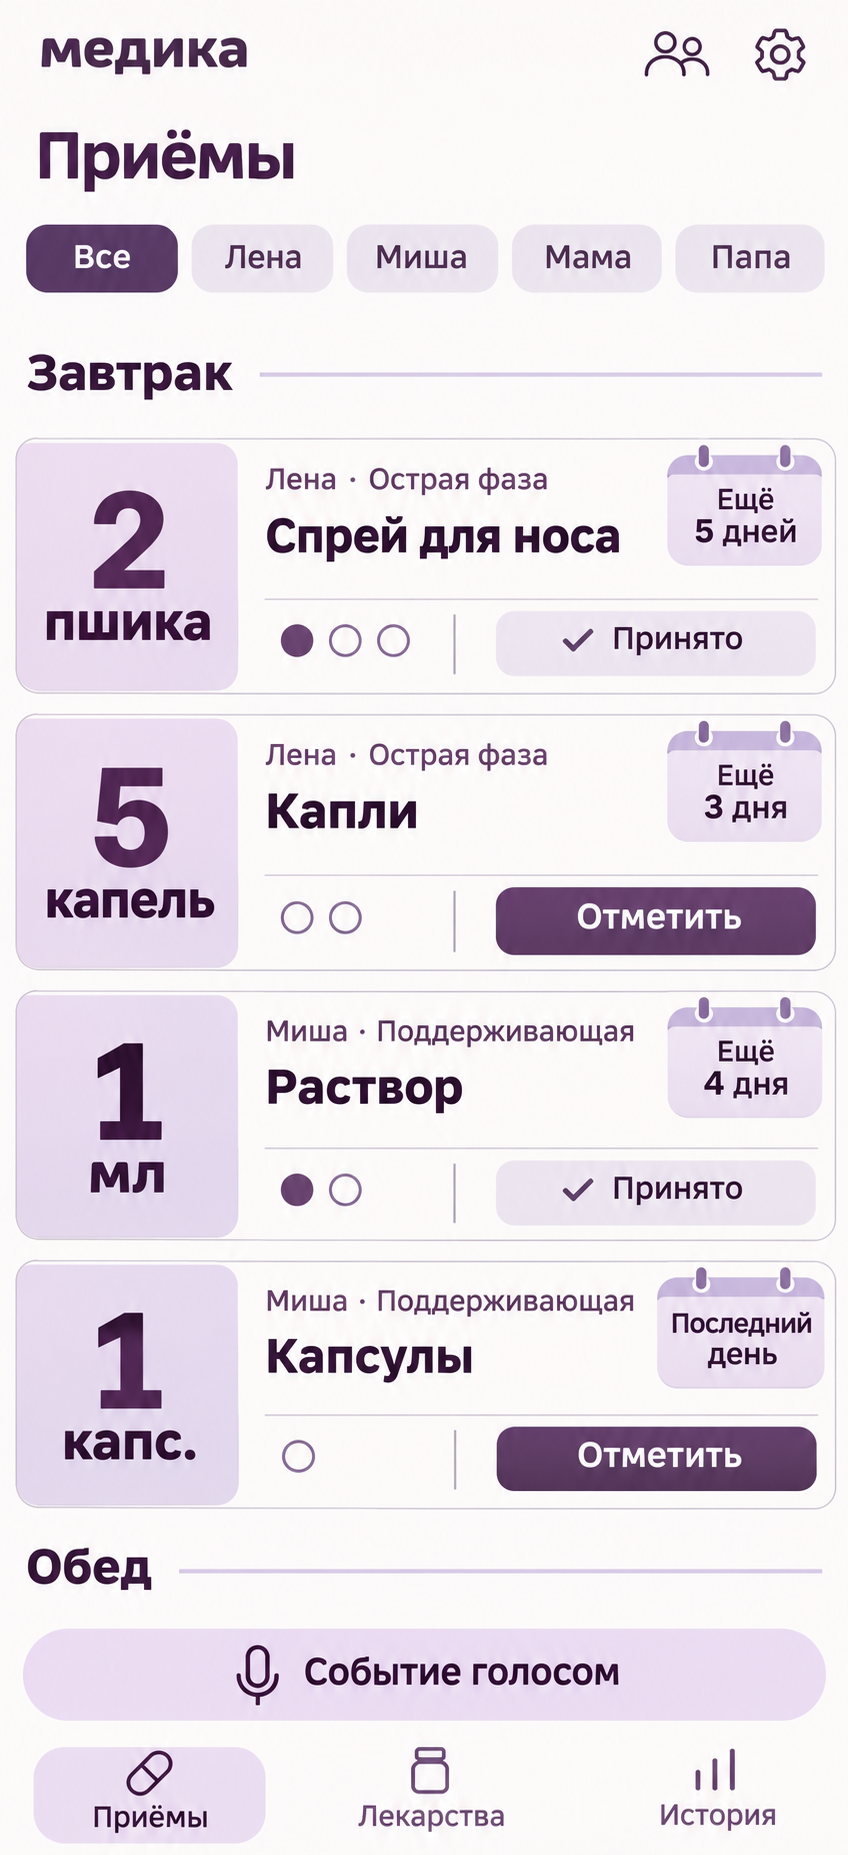 медика
Приёмы
Все
Лена
Миша
Мама
Папа
Завтрак
2
пшика
Лена · Острая фаза
Спрей для носа
Ещё
5 дней
Принято
5
капель
Лена · Острая фаза
Капли
Ещё
3 дня
Отметить
1
мл
Миша · Поддерживающая
Раствор
Ещё
4 дня
Принято
1
капс.
Миша · Поддерживающая
Капсулы
Последний
день
Отметить
Обед
Событие голосом
Приёмы
Лекарства
История